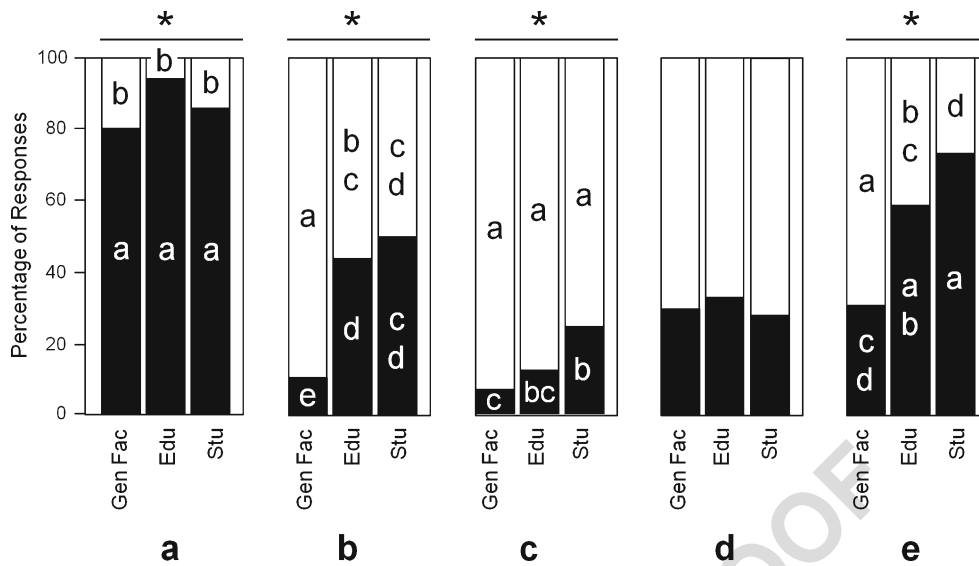 * * * *
100
80
60
40
20
0
Percentage of Responses
b b b
a a a
a b c c d
e d c d
a a a
c bc b
a b c d
c d a b a
Gen Fac Edu Stu
Gen Fac Edu Stu
Gen Fac Edu Stu
Gen Fac Edu Stu
Gen Fac Edu Stu
a b c d e
OOF